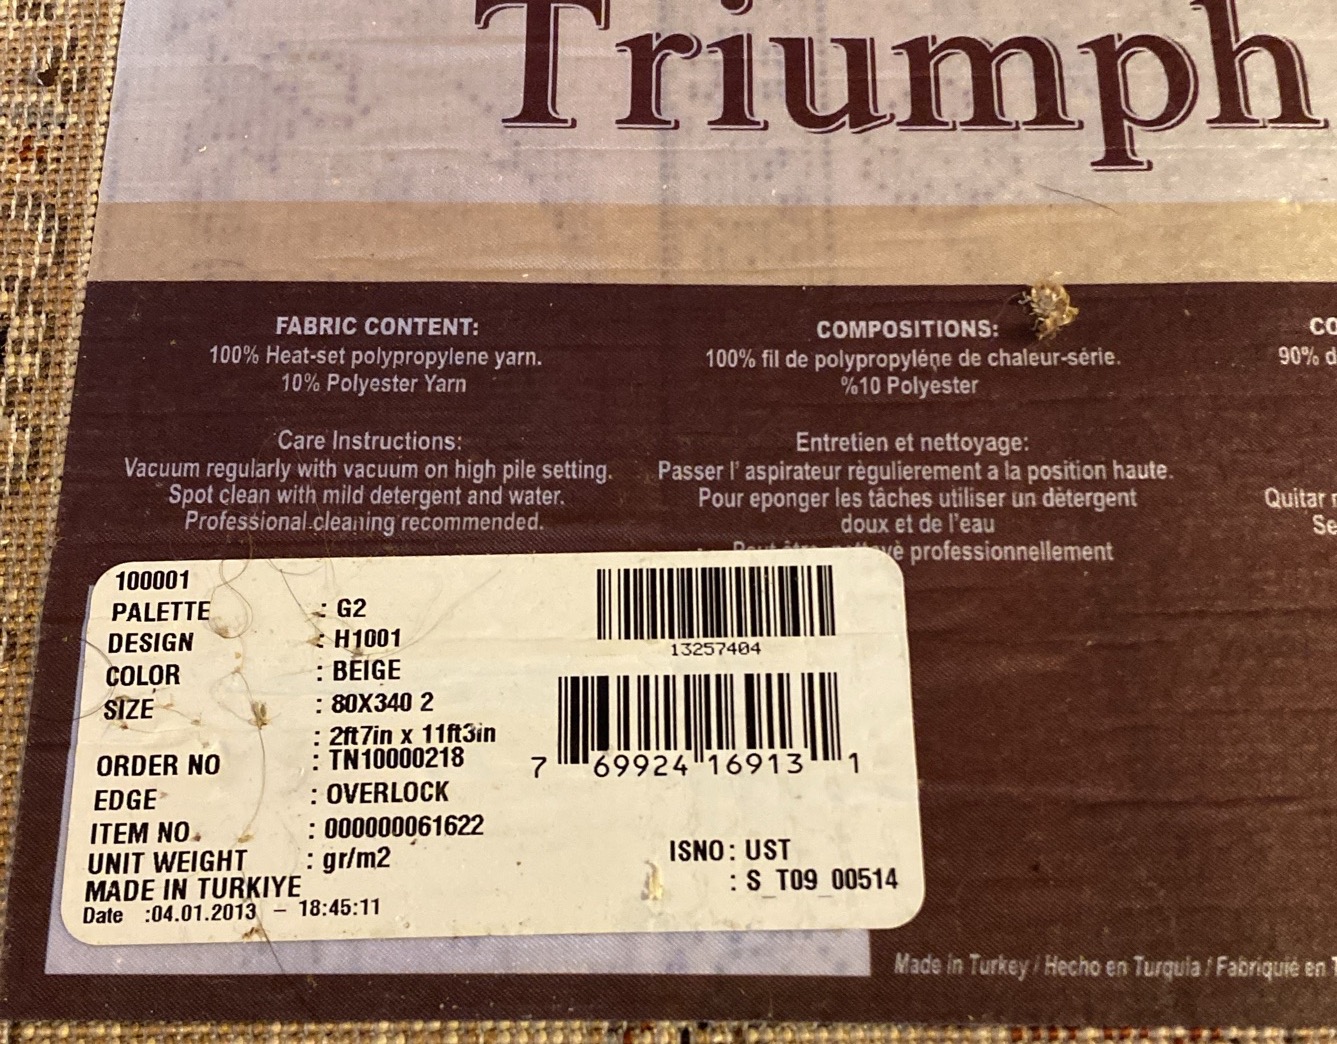 Triumph
FABRIC CONTENT:
100% Heat-set polypropylene yarn.
10% Polyester Yarn
Care Instructions:
Vacuum regularly with vacuum on high pile setting.
Spot clean with mild detergent and water.
Professional cleaning recommended.
COMPOSITIONS:
100% fil de polypropyléne de chaleur-série.
%10 Polyester
Entretien et nettoyage:
Passer l' aspirateur règulierement a la position haute.
Pour eponger les tâches utiliser un dètergent
doux et de l'eau
professionnellement
CO
90% d
Quitar
Se
100001
PALETTE : G2
DESIGN : H1001
COLOR : BEIGE
SIZE : 80X340 2
: 2ft7in x 11ft3in
ORDER NO : TN10000218
EDGE : OVERLOCK
ITEM NO. : 000000061622
UNIT WEIGHT : gr/m2
MADE IN TURKIYE
Date :04.01.2013 – 18:45:11
13257404
7 69924 16913 1
ISNO: UST
: S_T09_00514
Made in Turkey / Hecho en Turquia / Fabriquié en T